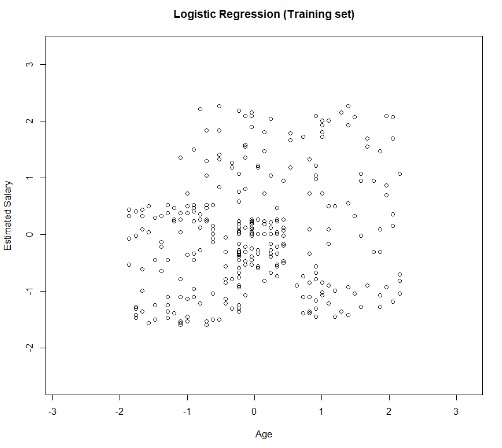 Logistic Regression (Training set)
3
2
1
0
-1
-2
Estimated Salary
-3 -2 -1 0 1 2 3
Age